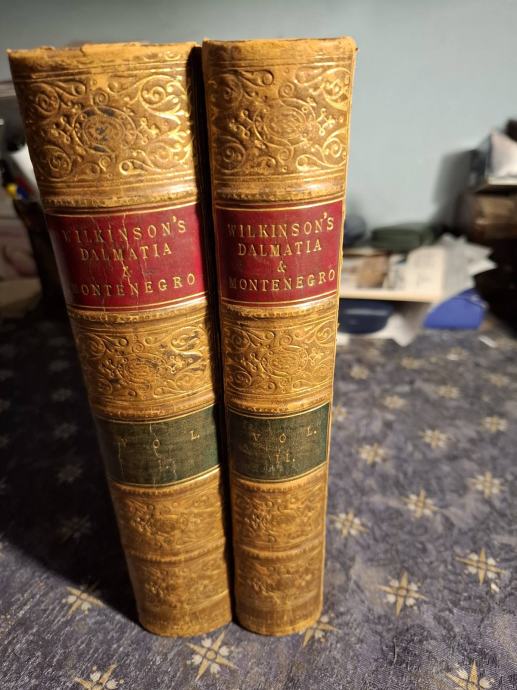 WILKINSON'S
DALMATIA
&
MONTENEGRO
VOL.
I.
WILKINSON'S
DALMATIA
&
MONTENEGRO
VOL.
II.